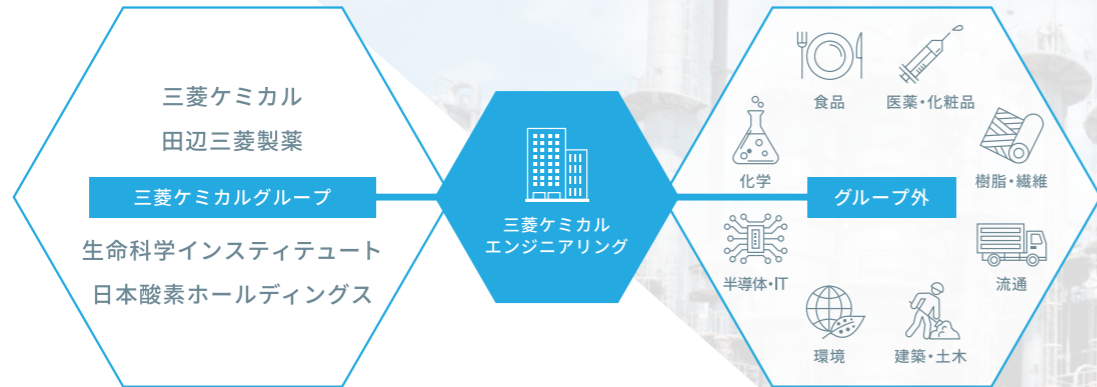 三菱ケミカル
田辺三菱製薬
三菱ケミカルグループ
生命科学インスティテュート
日本酸素ホールディングス
三菱ケミカル
エンジニアリング
食品
医薬・化粧品
化学
樹脂・繊維
グループ外
半導体・IT
流通
環境
建築・土木